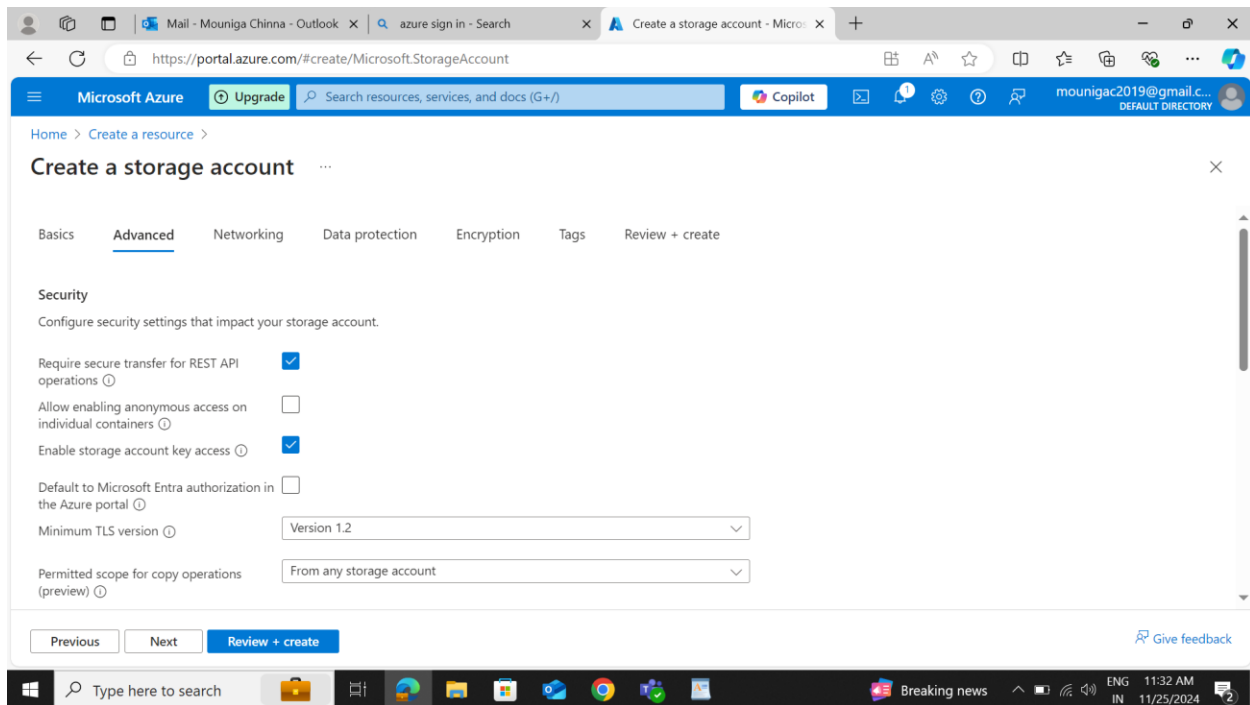 Mail - Mouniga Chinna - Outlook
azure sign in - Search
Create a storage account - Micros
https://portal.azure.com/#create/Microsoft.StorageAccount
Microsoft Azure
Upgrade
Search resources, services, and docs (G+/)
Copilot
1
mounigac2019@gmail.c...
DEFAULT DIRECTORY
Home > Create a resource >
Create a storage account ...
Basics Advanced Networking Data protection Encryption Tags Review + create
Security
Configure security settings that impact your storage account.
Require secure transfer for REST API
operations
Allow enabling anonymous access on
individual containers
Enable storage account key access
Default to Microsoft Entra authorization in
the Azure portal
Minimum TLS version
Version 1.2
Permitted scope for copy operations
(preview)
From any storage account
Previous Next Review + create
Give feedback
Type here to search
Breaking news
ENG
IN
11:32 AM
11/25/2024
2